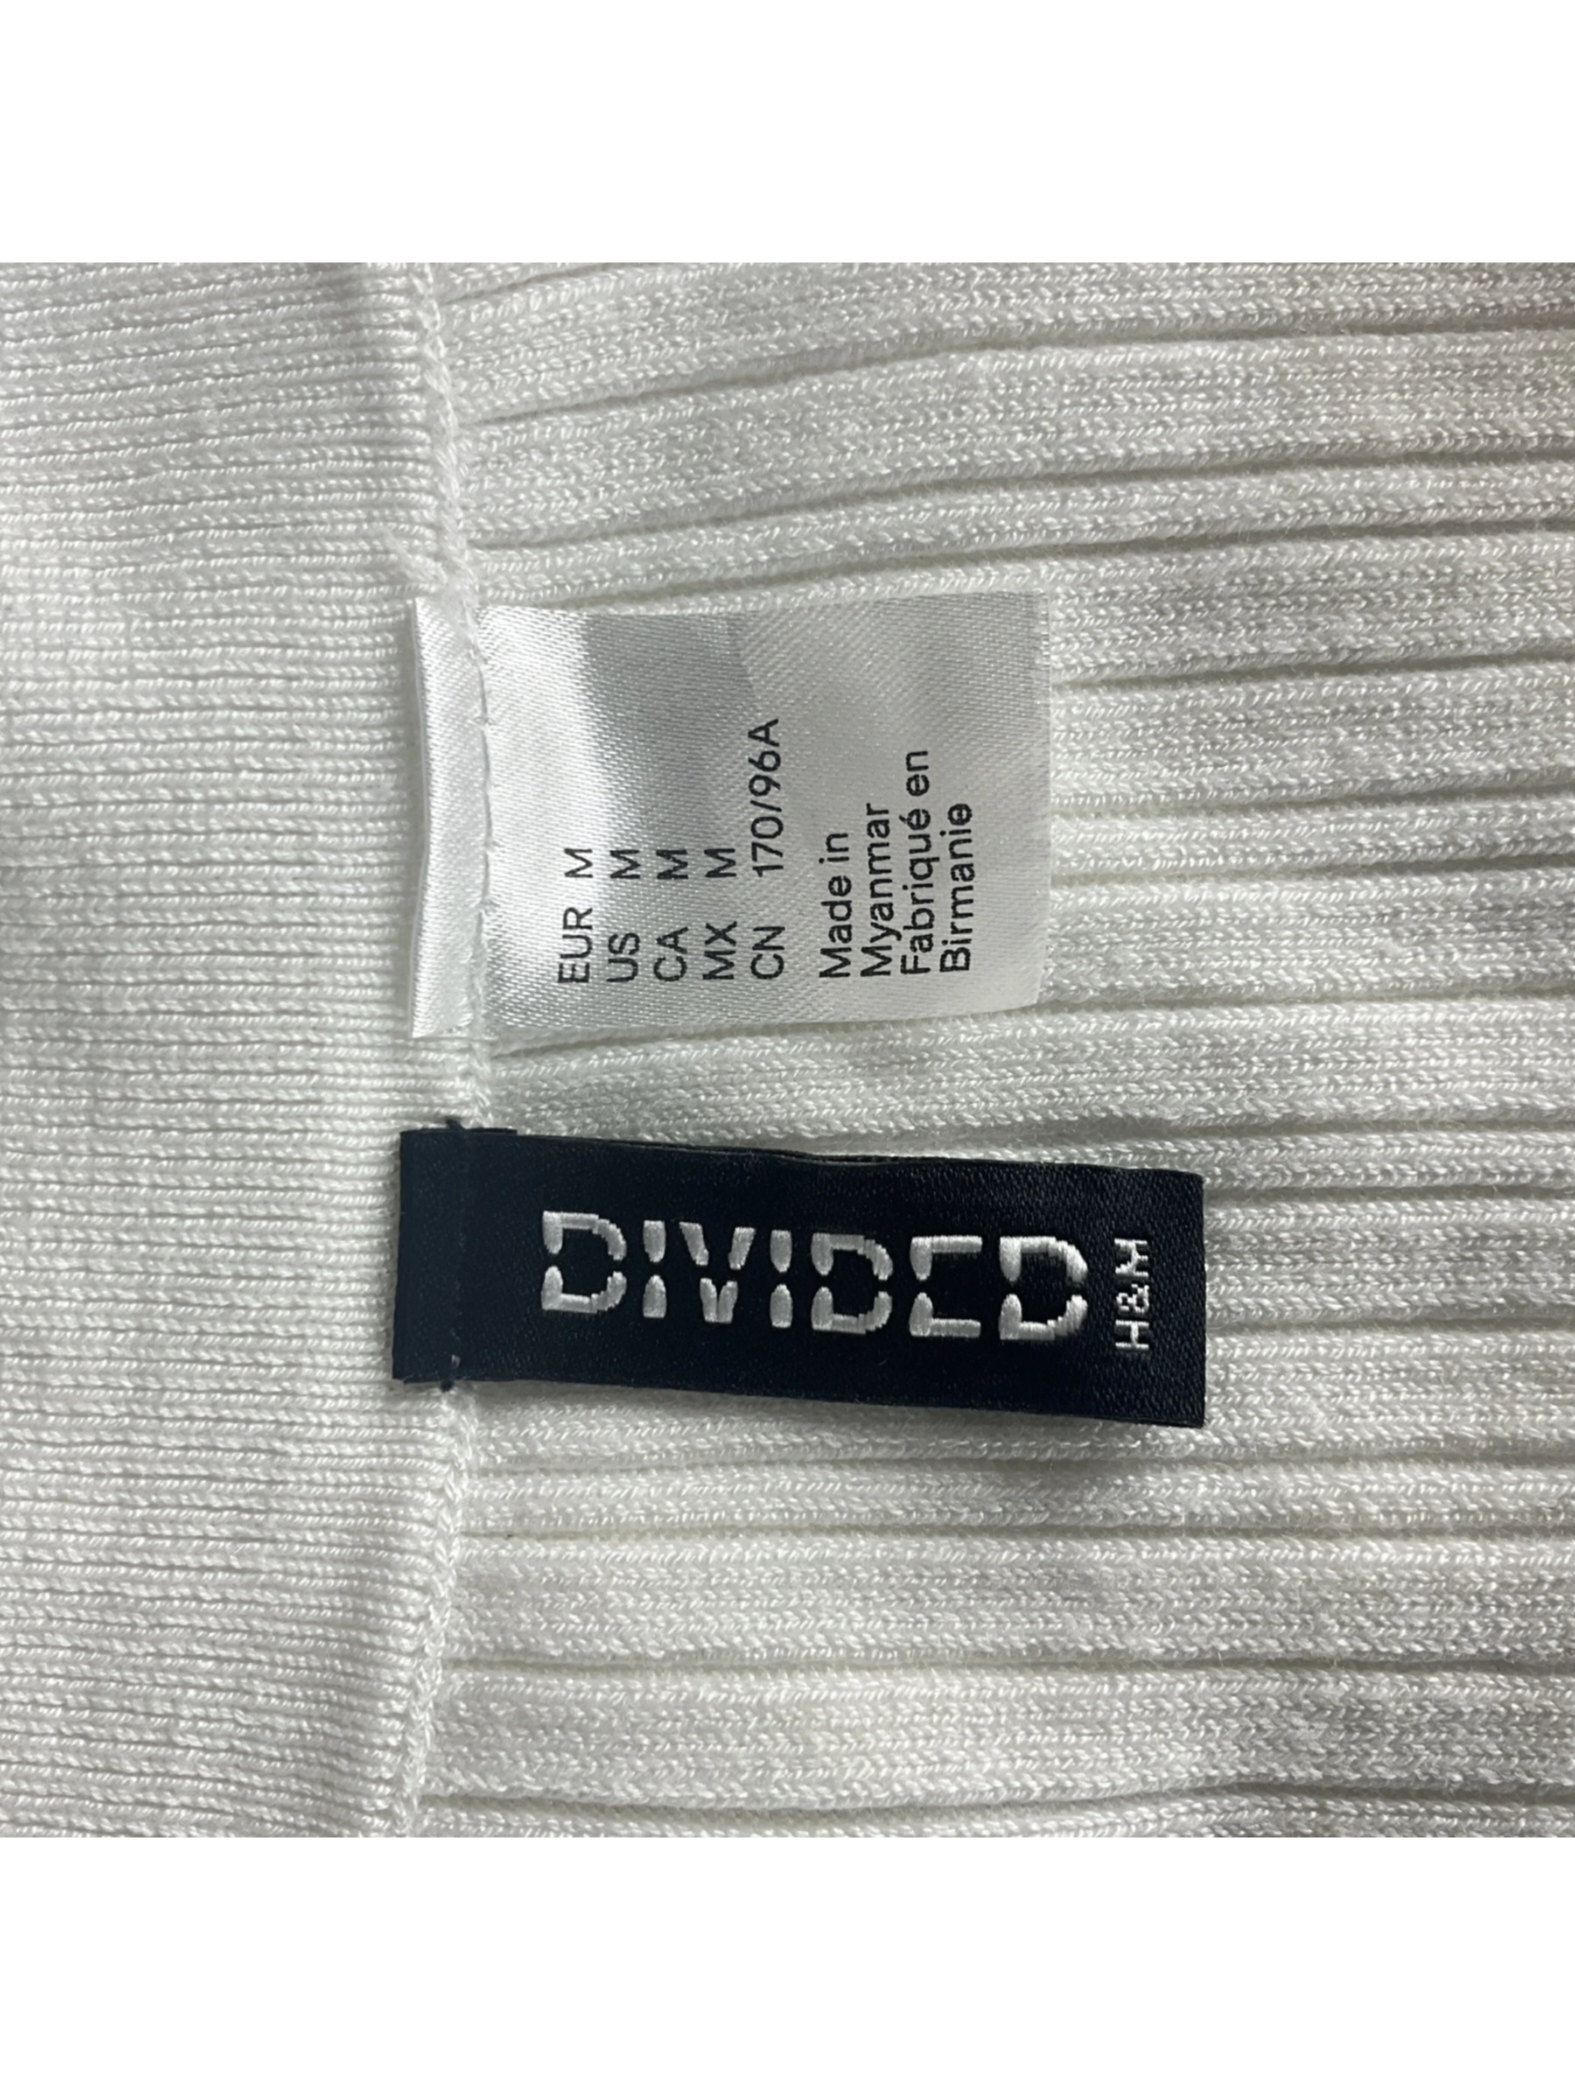 EUR M
US M
CA M
MX M
CN 170/96A
Made in
Myanmar
Fabriqué en
Birmanie
DIVIDED
H&M